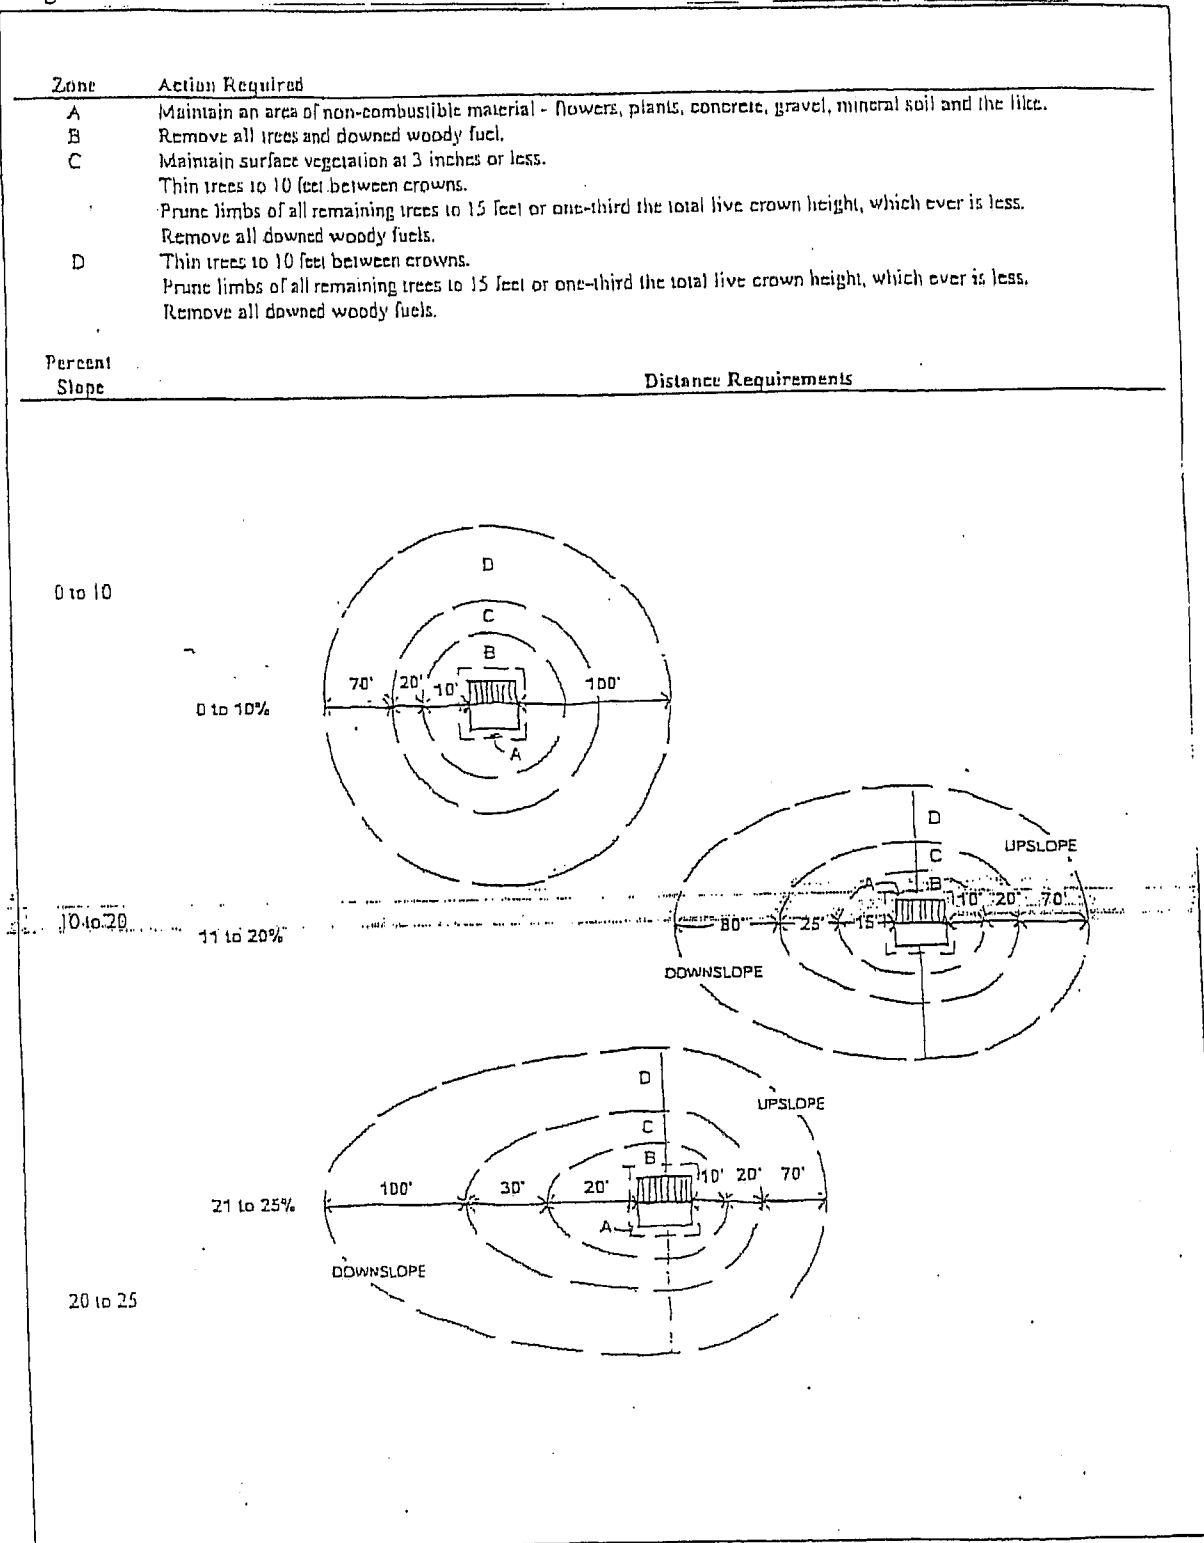 Zone Action Required
A Maintain an area of non-combustible material - flowers, plants, concrete, gravel, mineral soil and the like.
B Remove all trees and downed woody fuel.
C Maintain surface vegetation at 3 inches or less.
Thin trees to 10 feet between crowns.
Prune limbs of all remaining trees to 15 feet or one-third the total live crown height, which ever is less.
Remove all downed woody fuels.
D Thin trees to 10 feet between crowns.
Prune limbs of all remaining trees to 15 feet or one-third the total live crown height, which ever is less.
Remove all downed woody fuels.
Percent
Slope Distance Requirements
D
0 to 10
C
B
70' 20' 10' 100'
0 to 10%
A
D
C UPSLOPE
A B
10' 20' 70'
10 to 20 11 to 20% 80 25 15
DOWNSLOPE
D
UPSLOPE
C
B
100' 30' 20' 10' 20' 70'
21 to 25%
A
DOWNSLOPE
20 to 25